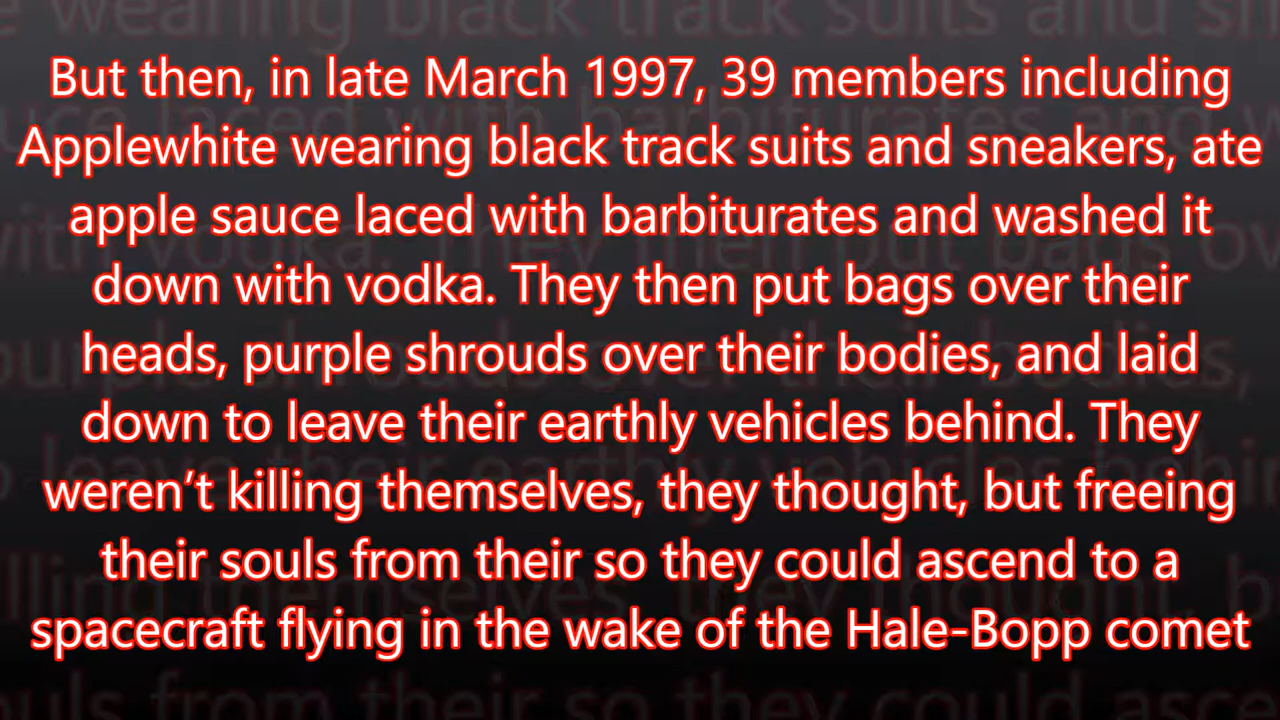 But then, in late March 1997, 39 members including
Applewhite wearing black track suits and sneakers, ate
apple sauce laced with barbiturates and washed it
down with vodka. They then put bags over their
heads, purple shrouds over their bodies, and laid
down to leave their earthly vehicles behind. They
weren’t killing themselves, they thought, but freeing
their souls from their so they could ascend to a
spacecraft flying in the wake of the Hale-Bopp comet